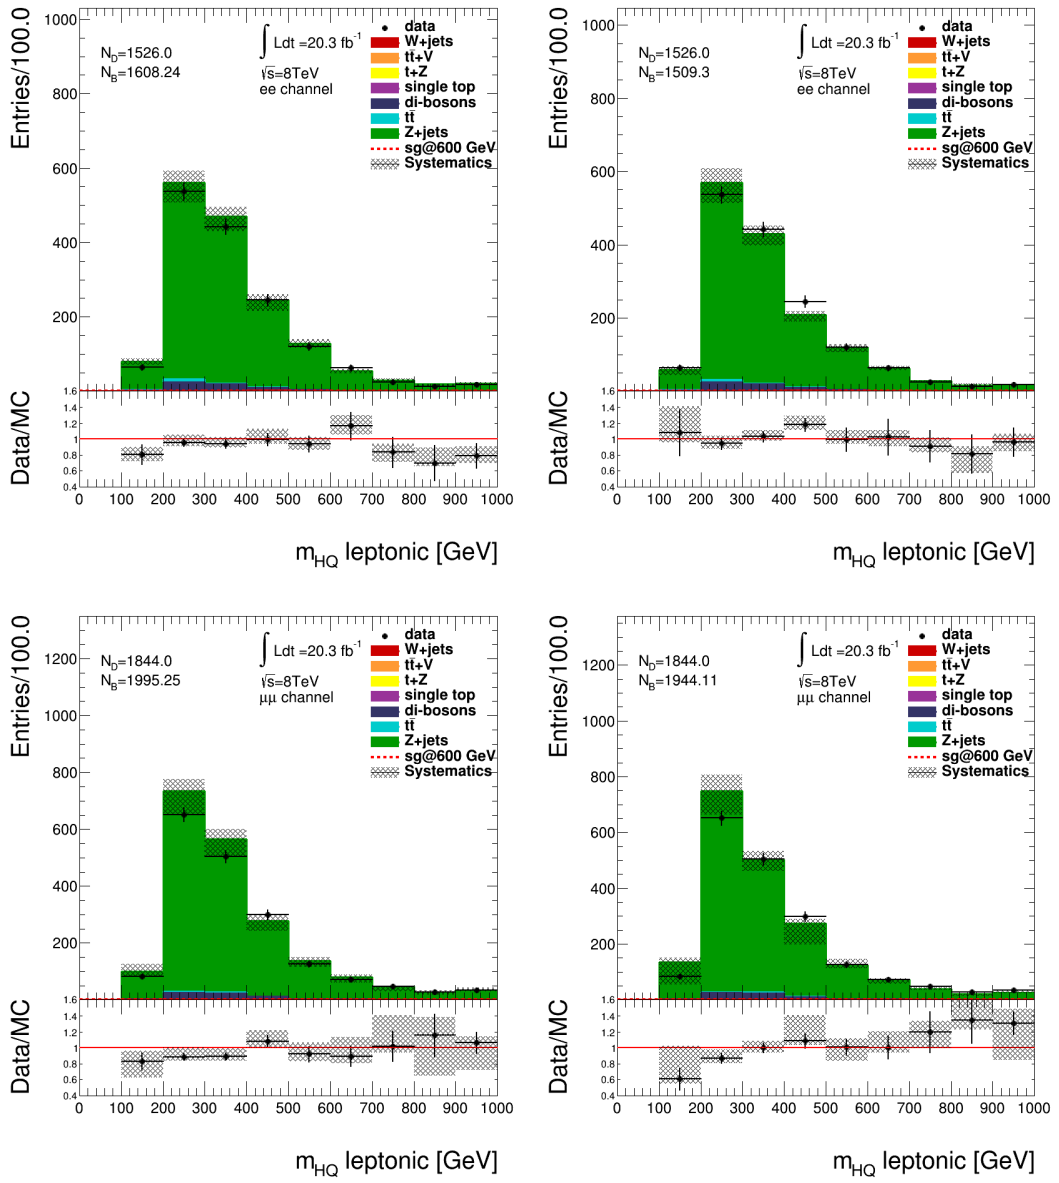 Entries/100.0
1000
800
600
400
200
N_D=1526.0
N_B=1608.24
∫ Ldt =20.3 fb⁻¹
√s=8TeV
ee channel
data
W+jets
tt̄+V
t+Z
single top
di-bosons
tt̄
Z+jets
sg@600 GeV
Systematics
Data/MC
1.6
1.4
1.2
1
0.8
0.6
0.4
0 100 200 300 400 500 600 700 800 900 1000
m_HQ leptonic [GeV]
Entries/100.0
1000
800
600
400
200
N_D=1526.0
N_B=1509.3
∫ Ldt =20.3 fb⁻¹
√s=8TeV
ee channel
data
W+jets
tt̄+V
t+Z
single top
di-bosons
tt̄
Z+jets
sg@600 GeV
Systematics
Data/MC
1.6
1.4
1.2
1
0.8
0.6
0.4
0 100 200 300 400 500 600 700 800 900 1000
m_HQ leptonic [GeV]
Entries/100.0
1200
1000
800
600
400
200
N_D=1844.0
N_B=1995.25
∫ Ldt =20.3 fb⁻¹
√s=8TeV
μμ channel
data
W+jets
tt̄+V
t+Z
single top
di-bosons
tt̄
Z+jets
sg@600 GeV
Systematics
Data/MC
1.6
1.4
1.2
1
0.8
0.6
0.4
0 100 200 300 400 500 600 700 800 900 1000
m_HQ leptonic [GeV]
Entries/100.0
1200
1000
800
600
400
200
N_D=1844.0
N_B=1944.11
∫ Ldt =20.3 fb⁻¹
√s=8TeV
μμ channel
data
W+jets
tt̄+V
t+Z
single top
di-bosons
tt̄
Z+jets
sg@600 GeV
Systematics
Data/MC
1.6
1.4
1.2
1
0.8
0.6
0.4
0 100 200 300 400 500 600 700 800 900 1000
m_HQ leptonic [GeV]